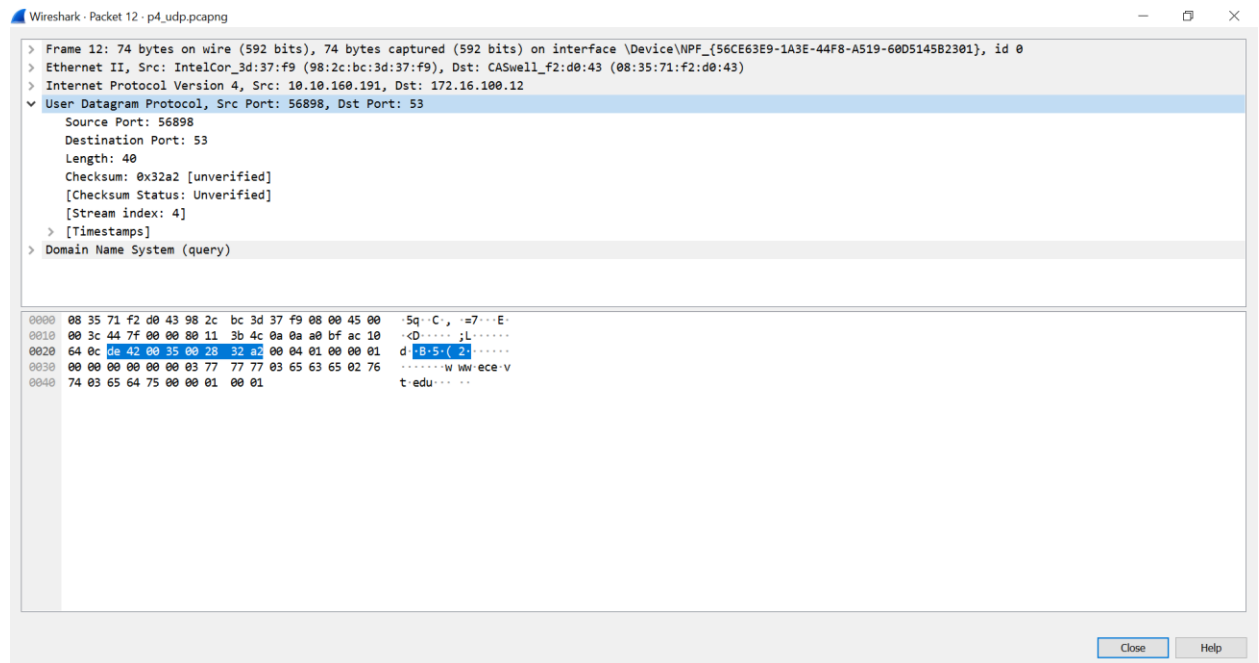 Wireshark · Packet 12 · p4_udp.pcapng
> Frame 12: 74 bytes on wire (592 bits), 74 bytes captured (592 bits) on interface \Device\NPF_{56CE63E9-1A3E-44F8-A519-60D5145B2301}, id 0
> Ethernet II, Src: IntelCor_3d:37:f9 (98:2c:bc:3d:37:f9), Dst: CASwell_f2:d0:43 (08:35:71:f2:d0:43)
> Internet Protocol Version 4, Src: 10.10.160.191, Dst: 172.16.100.12
User Datagram Protocol, Src Port: 56898, Dst Port: 53
Source Port: 56898
Destination Port: 53
Length: 40
Checksum: 0x32a2 [unverified]
[Checksum Status: Unverified]
[Stream index: 4]
> [Timestamps]
> Domain Name System (query)
0000 08 35 71 f2 d0 43 98 2c bc 3d 37 f9 08 00 45 00 ·5q··C·, ·=7···E·
0010 00 3c 44 7f 00 00 80 11 3b 4c 0a 0a a0 bf ac 10 ·<D····· ;L······
0020 64 0c de 42 00 35 00 28 32 a2 00 04 01 00 00 01 d··B·5·( 2·······
0030 00 00 00 00 00 00 03 77 77 77 03 65 63 65 02 76 ·······w ww·ece·v
0040 74 03 65 64 75 00 00 01 00 01 t·edu··· ··
Close Help